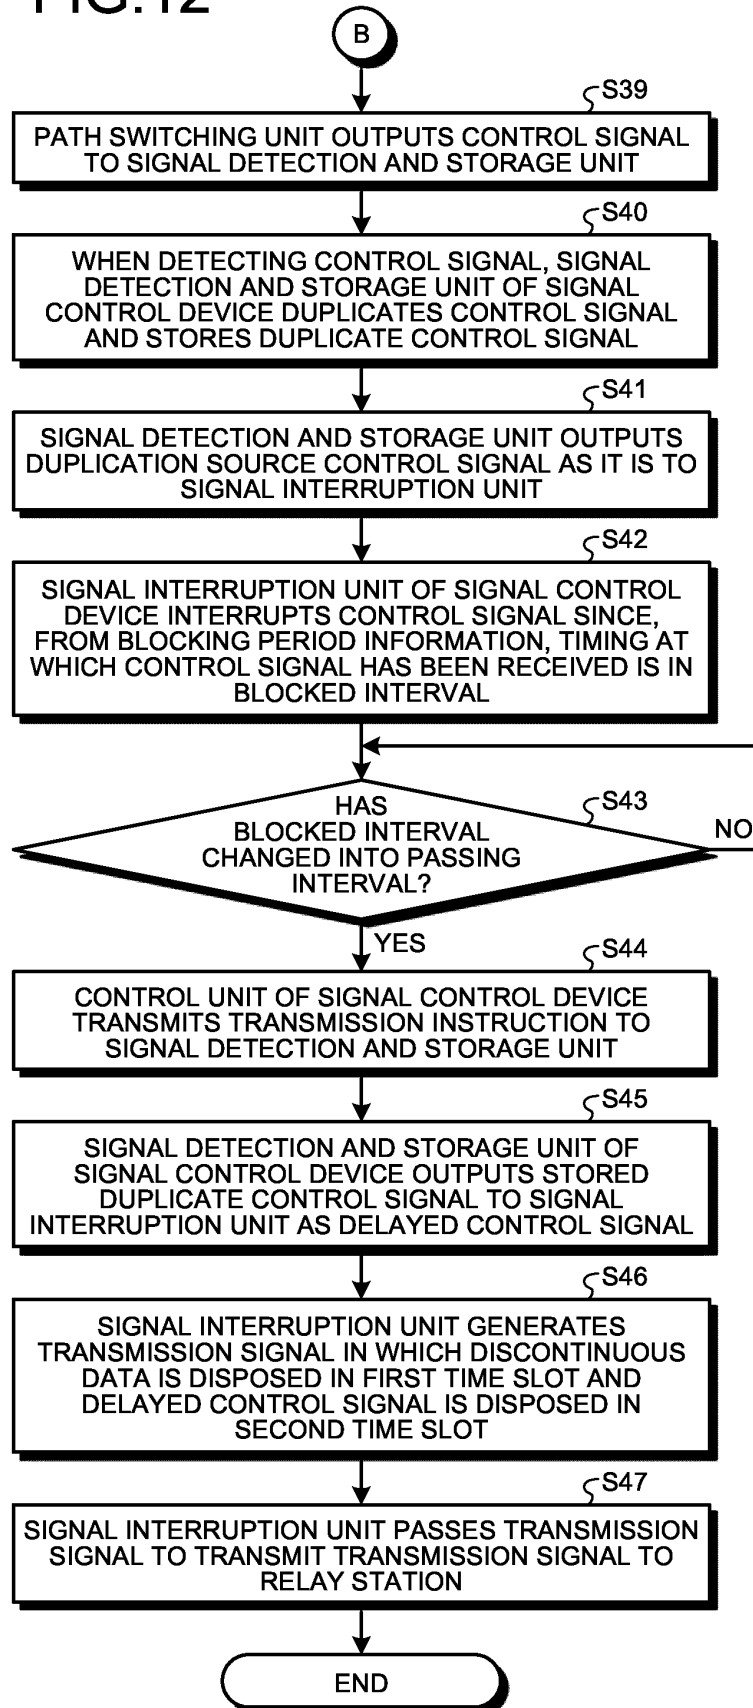 FIG.12
B
S39
PATH SWITCHING UNIT OUTPUTS CONTROL SIGNAL
TO SIGNAL DETECTION AND STORAGE UNIT
S40
WHEN DETECTING CONTROL SIGNAL, SIGNAL
DETECTION AND STORAGE UNIT OF SIGNAL
CONTROL DEVICE DUPLICATES CONTROL SIGNAL
AND STORES DUPLICATE CONTROL SIGNAL
S41
SIGNAL DETECTION AND STORAGE UNIT OUTPUTS
DUPLICATION SOURCE CONTROL SIGNAL AS IT IS TO
SIGNAL INTERRUPTION UNIT
S42
SIGNAL INTERRUPTION UNIT OF SIGNAL CONTROL
DEVICE INTERRUPTS CONTROL SIGNAL SINCE,
FROM BLOCKING PERIOD INFORMATION, TIMING AT
WHICH CONTROL SIGNAL HAS BEEN RECEIVED IS IN
BLOCKED INTERVAL
S43
HAS
BLOCKED INTERVAL
CHANGED INTO PASSING
INTERVAL?
NO
YES
S44
CONTROL UNIT OF SIGNAL CONTROL DEVICE
TRANSMITS TRANSMISSION INSTRUCTION TO
SIGNAL DETECTION AND STORAGE UNIT
S45
SIGNAL DETECTION AND STORAGE UNIT OF
SIGNAL CONTROL DEVICE OUTPUTS STORED
DUPLICATE CONTROL SIGNAL TO SIGNAL
INTERRUPTION UNIT AS DELAYED CONTROL SIGNAL
S46
SIGNAL INTERRUPTION UNIT GENERATES
TRANSMISSION SIGNAL IN WHICH DISCONTINUOUS
DATA IS DISPOSED IN FIRST TIME SLOT AND
DELAYED CONTROL SIGNAL IS DISPOSED IN
SECOND TIME SLOT
S47
SIGNAL INTERRUPTION UNIT PASSES TRANSMISSION
SIGNAL TO TRANSMIT TRANSMISSION SIGNAL TO
RELAY STATION
END